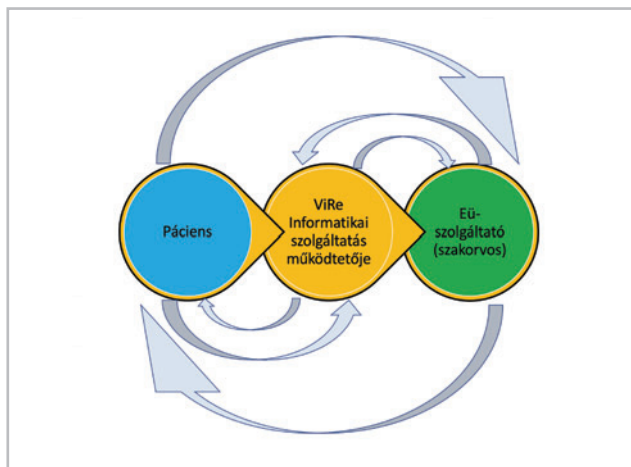 Páciens
ViRe
Informatikai
szolgáltatás
működtetője
Eü-
szolgáltató
(szakorvos)